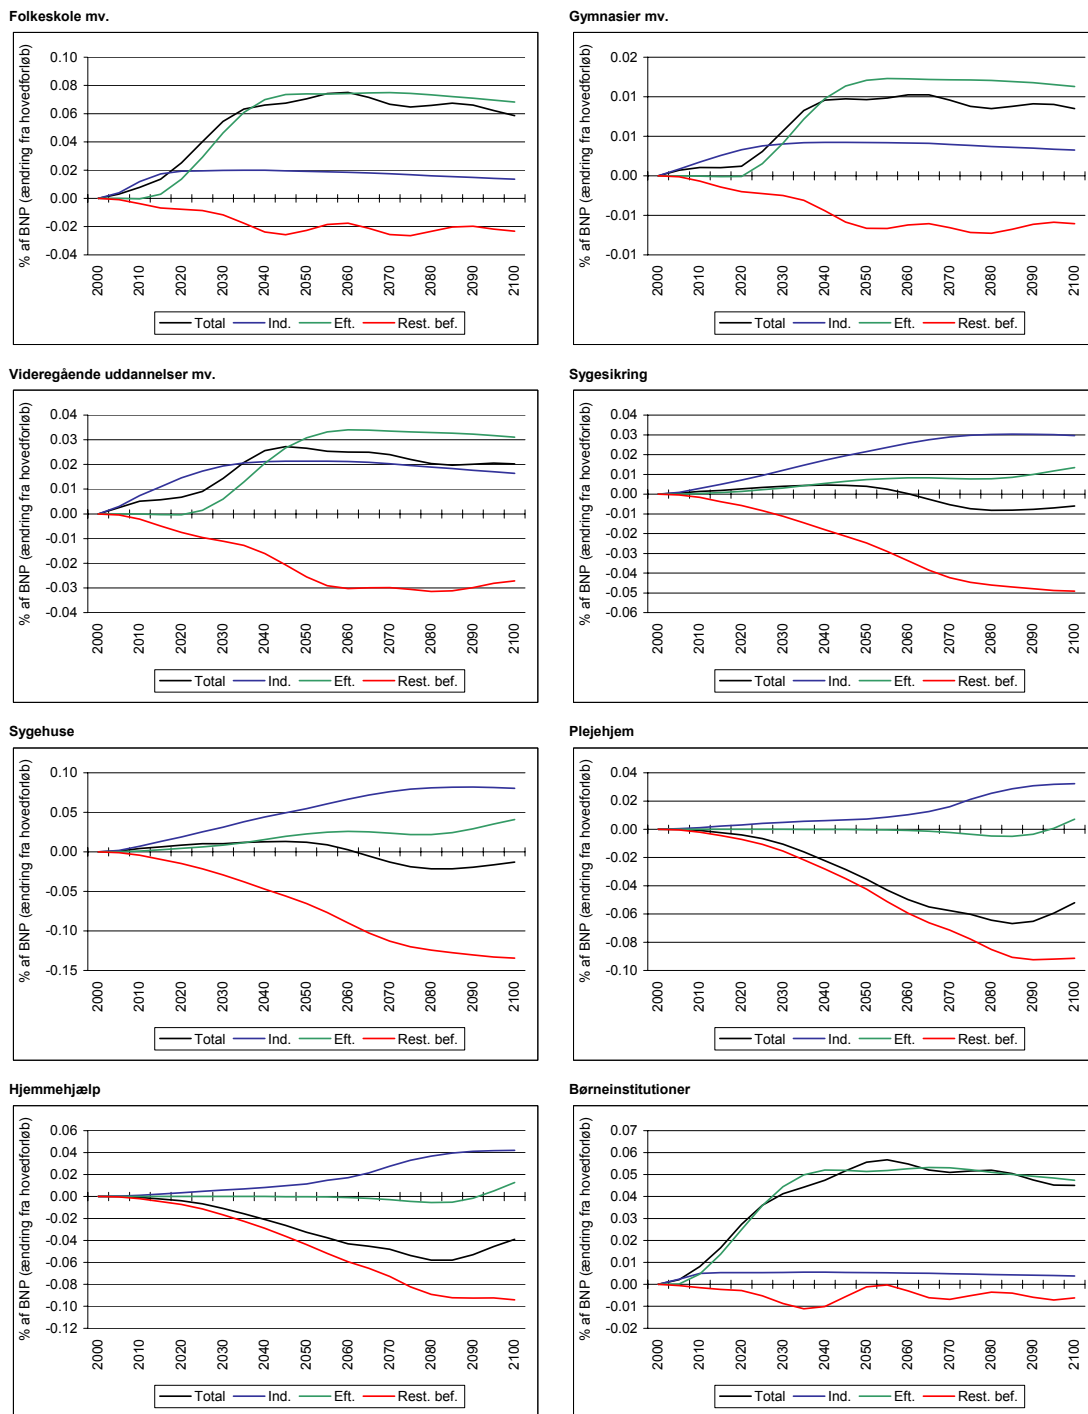 Folkeskole mv.
% af BNP (ændring fra hovedforløb)
0.10
0.08
0.06
0.04
0.02
0.00
-0.02
-0.04
2000 2010 2020 2030 2040 2050 2060 2070 2080 2090 2100
Total Ind. Eft. Rest. bef.
Gymnasier mv.
% af BNP (ændring fra hovedforløb)
0.02
0.01
0.01
0.00
-0.01
-0.01
2000 2010 2020 2030 2040 2050 2060 2070 2080 2090 2100
Total Ind. Eft. Rest. bef.
Videregående uddannelser mv.
% af BNP (ændring fra hovedforløb)
0.04
0.03
0.02
0.01
0.00
-0.01
-0.02
-0.03
-0.04
2000 2010 2020 2030 2040 2050 2060 2070 2080 2090 2100
Total Ind. Eft. Rest. bef.
Sygesikring
% af BNP (ændring fra hovedforløb)
0.04
0.03
0.02
0.01
0.00
-0.01
-0.02
-0.03
-0.04
-0.05
-0.06
2000 2010 2020 2030 2040 2050 2060 2070 2080 2090 2100
Total Ind. Eft. Rest. bef.
Sygehuse
% af BNP (ændring fra hovedforløb)
0.10
0.05
0.00
-0.05
-0.10
-0.15
2000 2010 2020 2030 2040 2050 2060 2070 2080 2090 2100
Total Ind. Eft. Rest. bef.
Plejehjem
% af BNP (ændring fra hovedforløb)
0.04
0.02
0.00
-0.02
-0.04
-0.06
-0.08
-0.10
2000 2010 2020 2030 2040 2050 2060 2070 2080 2090 2100
Total Ind. Eft. Rest. bef.
Hjemmehjælp
% af BNP (ændring fra hovedforløb)
0.06
0.04
0.02
0.00
-0.02
-0.04
-0.06
-0.08
-0.10
-0.12
2000 2010 2020 2030 2040 2050 2060 2070 2080 2090 2100
Total Ind. Eft. Rest. bef.
Børneinstitutioner
% af BNP (ændring fra hovedforløb)
0.07
0.06
0.05
0.04
0.03
0.02
0.01
0.00
-0.01
-0.02
2000 2010 2020 2030 2040 2050 2060 2070 2080 2090 2100
Total Ind. Eft. Rest. bef.